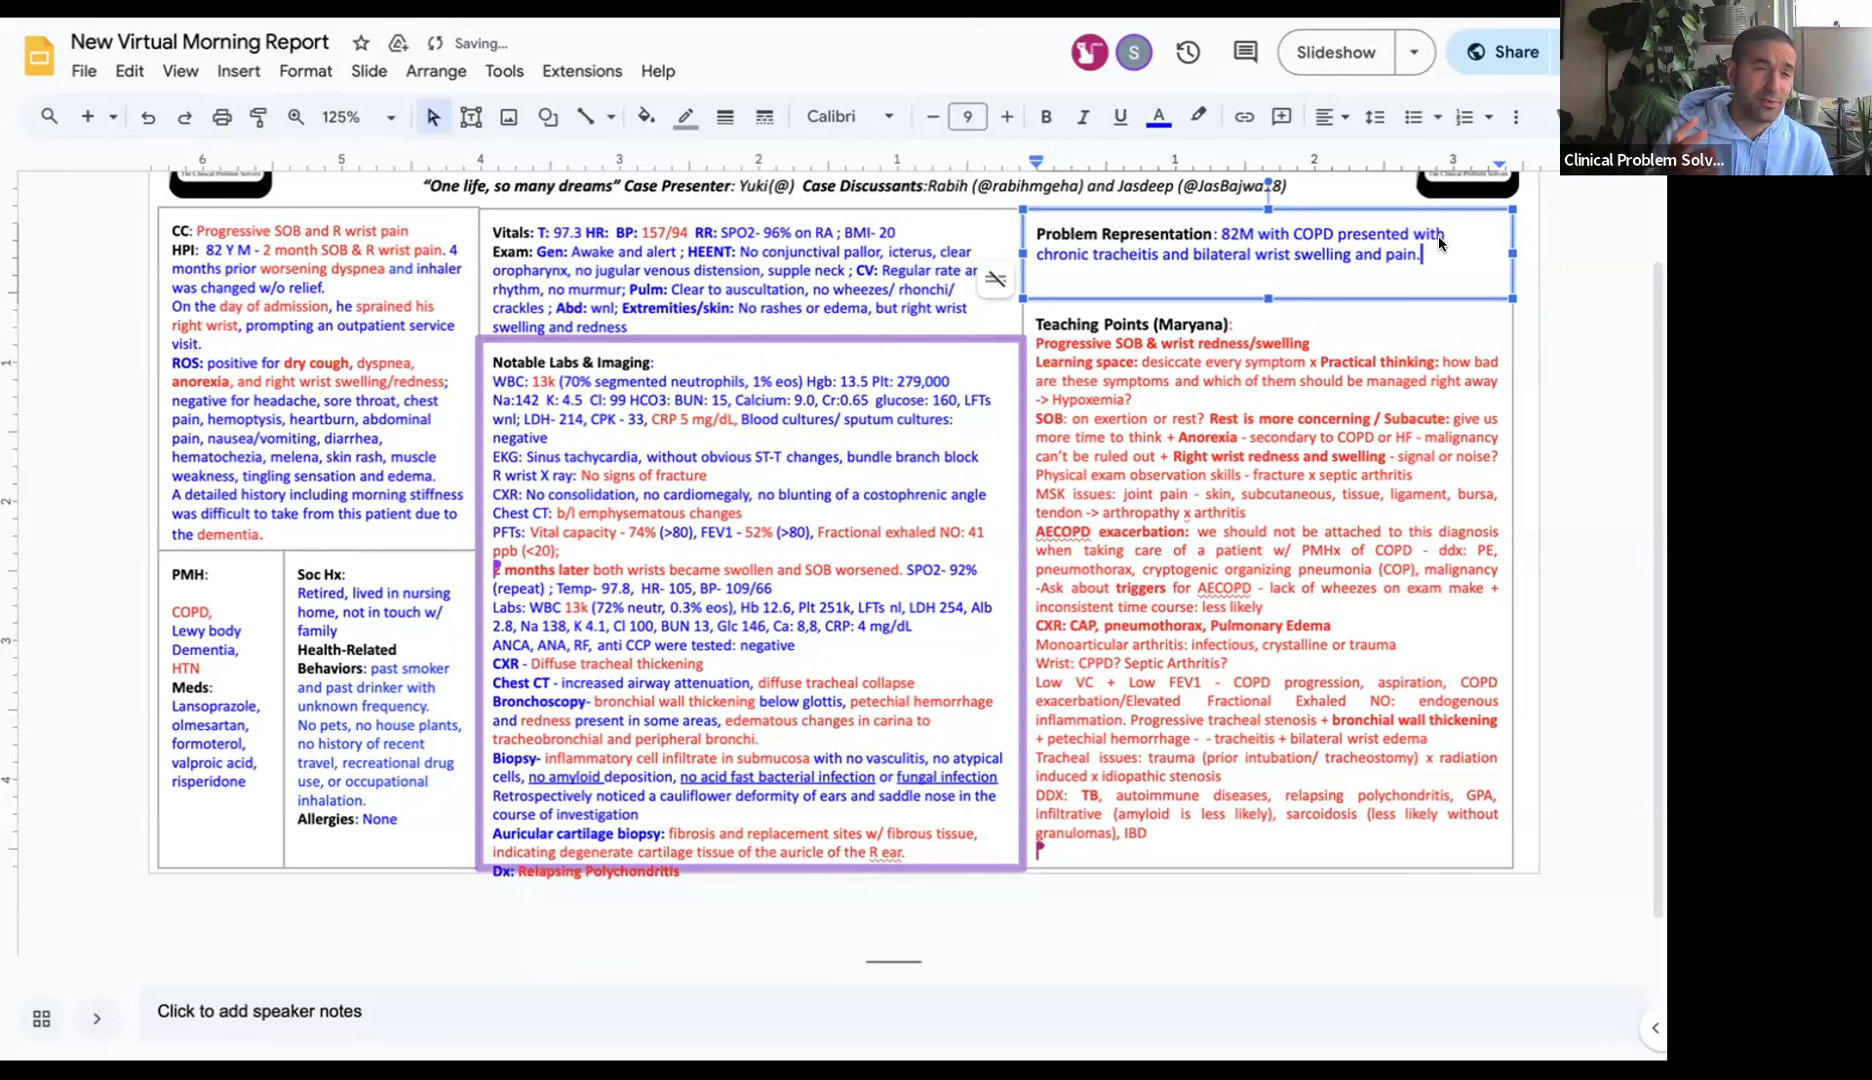 New Virtual Morning Report
Saving...
Slideshow
Share
File Edit View Insert Format Slide Arrange Tools Extensions Help
125%
Calibri
9
B I U A
S
Clinical Problem Solv...
6 5 4 3 2 1 1 2 3
1
2
3
4
The Clinical Problem Solvers
“One life, so many dreams” Case Presenter: Yuki(@) Case Discussants:Rabih (@rabihmgeha) and Jasdeep (@JasBajwa18)
The Clinical Problem Solvers
CC: Progressive SOB and R wrist pain
HPI: 82 Y M - 2 month SOB & R wrist pain. 4
months prior worsening dyspnea and inhaler
was changed w/o relief.
On the day of admission, he sprained his
right wrist, prompting an outpatient service
visit.
ROS: positive for dry cough, dyspnea,
anorexia, and right wrist swelling/redness;
negative for headache, sore throat, chest
pain, hemoptysis, heartburn, abdominal
pain, nausea/vomiting, diarrhea,
hematochezia, melena, skin rash, muscle
weakness, tingling sensation and edema.
A detailed history including morning stiffness
was difficult to take from this patient due to
the dementia.
PMH:
COPD,
Lewy body
Dementia,
HTN
Meds:
Lansoprazole,
olmesartan,
formoterol,
valproic acid,
risperidone
Soc Hx:
Retired, lived in nursing
home, not in touch w/
family
Health-Related
Behaviors: past smoker
and past drinker with
unknown frequency.
No pets, no house plants,
no history of recent
travel, recreational drug
use, or occupational
inhalation.
Allergies: None
Vitals: T: 97.3 HR: BP: 157/94 RR: SPO2- 96% on RA ; BMI- 20
Exam: Gen: Awake and alert ; HEENT: No conjunctival pallor, icterus, clear
oropharynx, no jugular venous distension, supple neck ; CV: Regular rate
rhythm, no murmur; Pulm: Clear to auscultation, no wheezes/ rhonchi/
crackles ; Abd: wnl; Extremities/skin: No rashes or edema, but right wrist
swelling and redness
Notable Labs & Imaging:
WBC: 13k (70% segmented neutrophils, 1% eos) Hgb: 13.5 Plt: 279,000
Na:142 K: 4.5 Cl: 99 HCO3: BUN: 15, Calcium: 9.0, Cr:0.65 glucose: 160, LFTs
wnl; LDH- 214, CPK - 33, CRP 5 mg/dL, Blood cultures/ sputum cultures:
negative
EKG: Sinus tachycardia, without obvious ST-T changes, bundle branch block
R wrist X ray: No signs of fracture
CXR: No consolidation, no cardiomegaly, no blunting of a costophrenic angle
Chest CT: b/l emphysematous changes
PFTs: Vital capacity - 74% (>80), FEV1 - 52% (>80), Fractional exhaled NO: 41
ppb (<20);
2 months later both wrists became swollen and SOB worsened. SPO2- 92%
(repeat) ; Temp- 97.8, HR- 105, BP- 109/66
Labs: WBC 13k (72% neutr, 0.3% eos), Hb 12.6, Plt 251k, LFTs nl, LDH 254, Alb
2.8, Na 138, K 4.1, Cl 100, BUN 13, Glc 146, Ca: 8,8, CRP: 4 mg/dL
ANCA, ANA, RF, anti CCP were tested: negative
CXR - Diffuse tracheal thickening
Chest CT - increased airway attenuation, diffuse tracheal collapse
Bronchoscopy- bronchial wall thickening below glottis, petechial hemorrhage
and redness present in some areas, edematous changes in carina to
tracheobronchial and peripheral bronchi.
Biopsy- inflammatory cell infiltrate in submucosa with no vasculitis, no atypical
cells, no amyloid deposition, no acid fast bacterial infection or fungal infection
Retrospectively noticed a cauliflower deformity of ears and saddle nose in the
course of investigation
Auricular cartilage biopsy: fibrosis and replacement sites w/ fibrous tissue,
indicating degenerate cartilage tissue of the auricle of the R ear.
Dx: Relapsing Polychondritis
Problem Representation: 82M with COPD presented with
chronic tracheitis and bilateral wrist swelling and pain.
Teaching Points (Maryana):
Progressive SOB & wrist redness/swelling
Learning space: desiccate every symptom x Practical thinking: how bad
are these symptoms and which of them should be managed right away
-> Hypoxemia?
SOB: on exertion or rest? Rest is more concerning / Subacute: give us
more time to think + Anorexia - secondary to COPD or HF - malignancy
can’t be ruled out + Right wrist redness and swelling - signal or noise?
Physical exam observation skills - fracture x septic arthritis
MSK issues: joint pain - skin, subcutaneous, tissue, ligament, bursa,
tendon -> arthropathy x arthritis
AECOPD exacerbation: we should not be attached to this diagnosis
when taking care of a patient w/ PMHx of COPD - ddx: PE,
pneumothorax, cryptogenic organizing pneumonia (COP), malignancy
-Ask about triggers for AECOPD - lack of wheezes on exam make +
inconsistent time course: less likely
CXR: CAP, pneumothorax, Pulmonary Edema
Monoarticular arthritis: infectious, crystalline or trauma
Wrist: CPPD? Septic Arthritis?
Low VC + Low FEV1 - COPD progression, aspiration, COPD
exacerbation/Elevated Fractional Exhaled NO: endogenous
inflammation. Progressive tracheal stenosis + bronchial wall thickening
+ petechial hemorrhage - - tracheitis + bilateral wrist edema
Tracheal issues: trauma (prior intubation/ tracheostomy) x radiation
induced x idiopathic stenosis
DDX: TB, autoimmune diseases, relapsing polychondritis, GPA,
infiltrative (amyloid is less likely), sarcoidosis (less likely without
granulomas), IBD
Click to add speaker notes